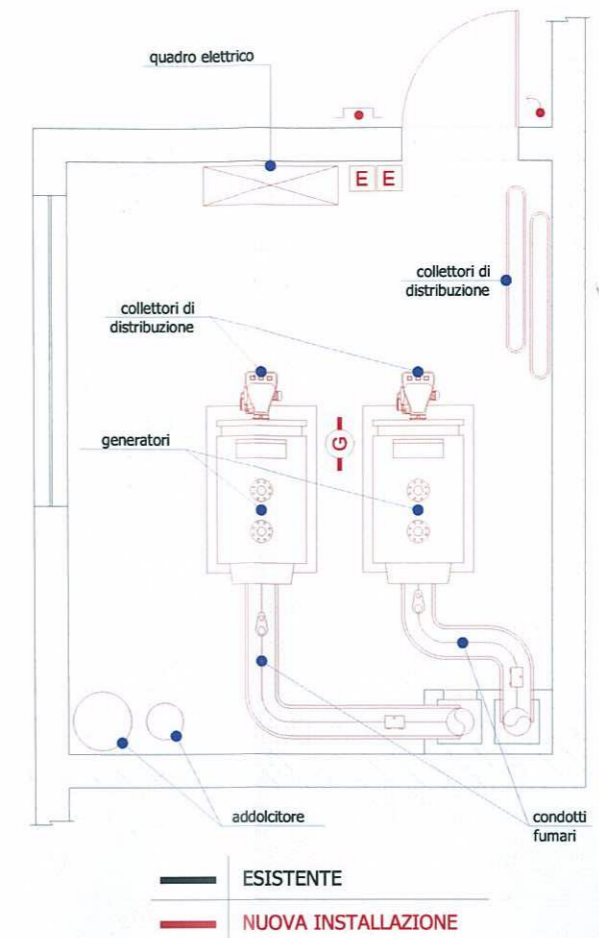 quadro elettrico
E E
collettori di
distribuzione
collettori di
distribuzione
G
generatori
addolcitore
condotti
fumari
ESISTENTE
NUOVA INSTALLAZIONE